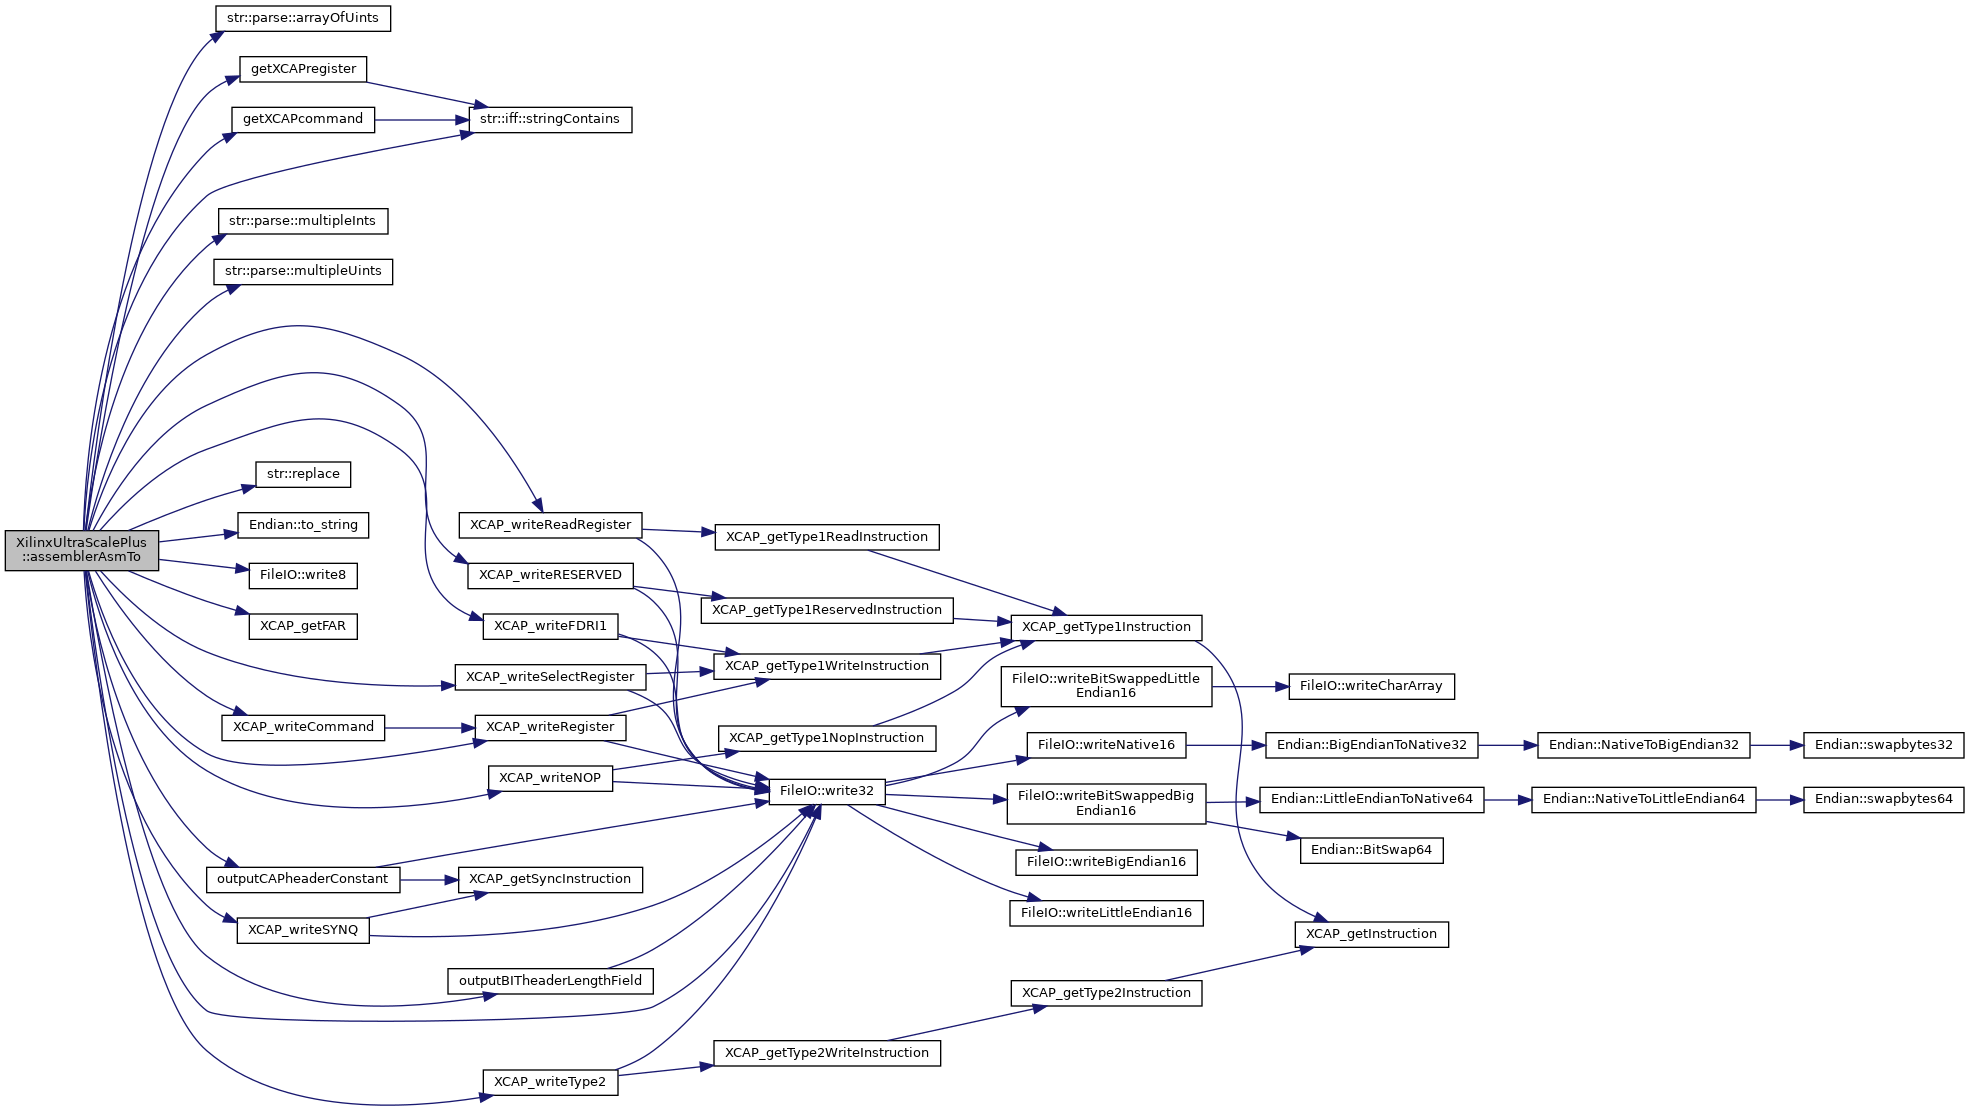 str::parse::arrayOfUints
getXCAPregister
getXCAPcommand
str::iff::stringContains
str::parse::multipleInts
str::parse::multipleUints
str::replace
Endian::to_string
XilinxUltraScalePlus
::assemblerAsmTo
FileIO::write8
XCAP_getFAR
XCAP_writeReadRegister
XCAP_getType1ReadInstruction
XCAP_writeRESERVED
XCAP_getType1ReservedInstruction
XCAP_writeFDRI1
XCAP_getType1Instruction
XCAP_getType1WriteInstruction
XCAP_writeSelectRegister
FileIO::writeBitSwappedLittle
Endian16
FileIO::writeCharArray
XCAP_writeCommand
XCAP_writeRegister
XCAP_getType1NopInstruction
FileIO::writeNative16
Endian::BigEndianToNative32
Endian::NativeToBigEndian32
Endian::swapbytes32
XCAP_writeNOP
FileIO::write32
FileIO::writeBitSwappedBig
Endian16
Endian::LittleEndianToNative64
Endian::NativeToLittleEndian64
Endian::swapbytes64
Endian::BitSwap64
FileIO::writeBigEndian16
outputCAPheaderConstant
XCAP_getSyncInstruction
FileIO::writeLittleEndian16
XCAP_writeSYNQ
XCAP_getInstruction
outputBITheaderLengthField
XCAP_getType2Instruction
XCAP_getType2WriteInstruction
XCAP_writeType2